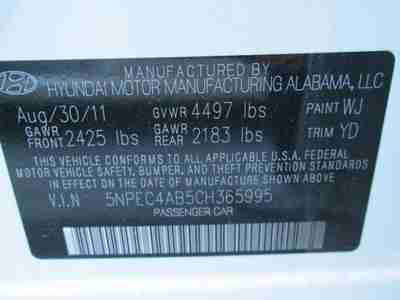 MANUFACTURED BY
HYUNDAI MOTOR MANUFACTURING ALABAMA, LLC
Aug/30/11 GVWR 4497 lbs PAINT WJ
GAWR FRONT 2425 lbs GAWR REAR 2183 lbs TRIM YD
THIS VEHICLE CONFORMS TO ALL APPLICABLE U.S.A. FEDERAL
MOTOR VEHICLE SAFETY, BUMPER, AND THEFT PREVENTION STANDARDS
IN EFFECT ON THE DATE OF MANUFACTURE SHOWN ABOVE.
V.I.N 5NPEC4AB5CH365995
PASSENGER CAR